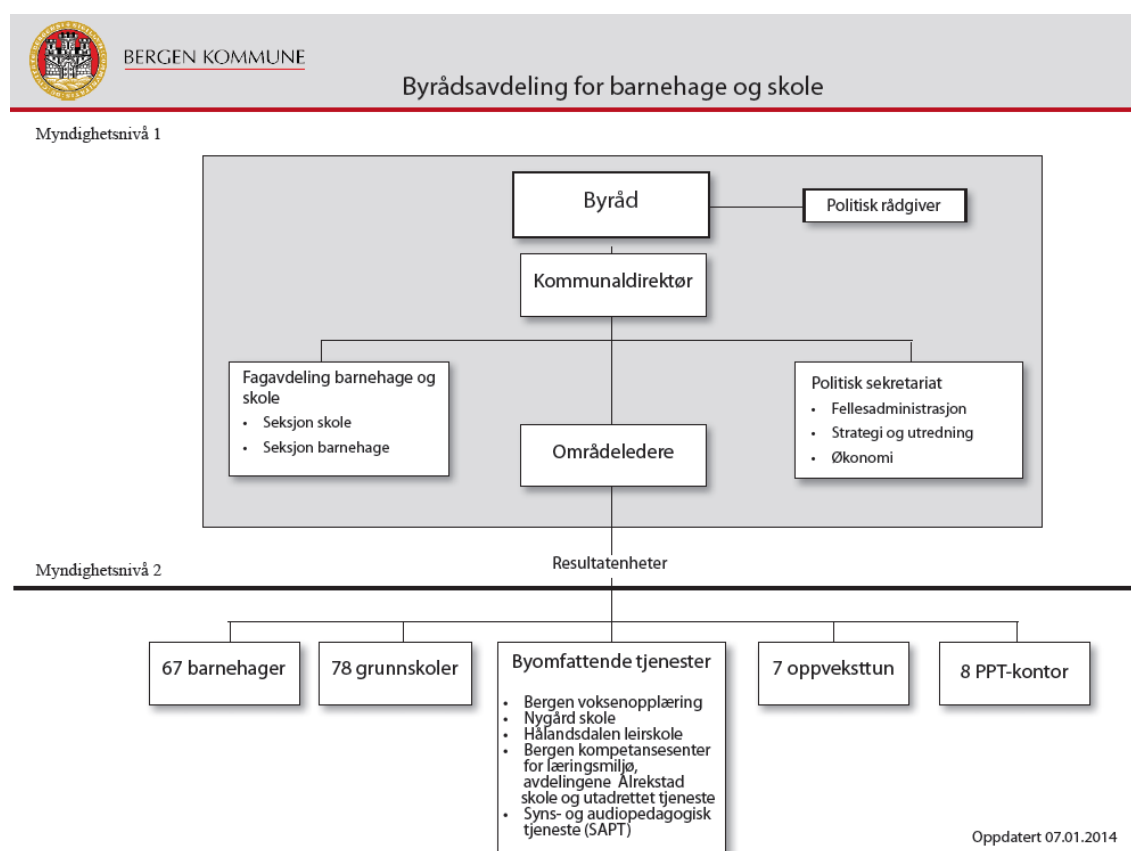 BERGEN KOMMUNE
Byrådsavdeling for barnehage og skole
Myndighetsnivå 1
Byråd
Politisk rådgiver
Kommunaldirektør
Fagavdeling barnehage og
skole
• Seksjon skole
• Seksjon barnehage
Områdeledere
Politisk sekretariat
• Fellesadministrasjon
• Strategi og utredning
• Økonomi
Resultatenheter
Myndighetsnivå 2
67 barnehager
78 grunnskoler
Byomfattende tjenester
• Bergen voksenopplæring
• Nygård skole
• Hålandsdalen leirskole
• Bergen kompetansesenter
for læringsmiljø,
avdelingene Ålrekstad
skole og utadrettet tjeneste
• Syns- og audiopedagogisk
tjeneste (SAPT)
7 oppveksttun
8 PPT-kontor
Oppdatert 07.01.2014